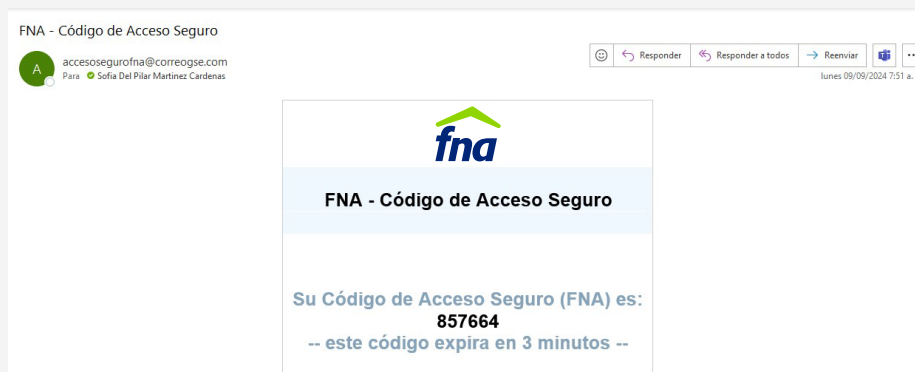 FNA - Código de Acceso Seguro
A
accesosegurofna@correogse.com
Para Sofia Del Pilar Martinez Cardenas
Responder
Responder a todos
Reenviar
lunes 09/09/2024 7:51 a.
fna
FNA - Código de Acceso Seguro
Su Código de Acceso Seguro (FNA) es:
857664
-- este código expira en 3 minutos --